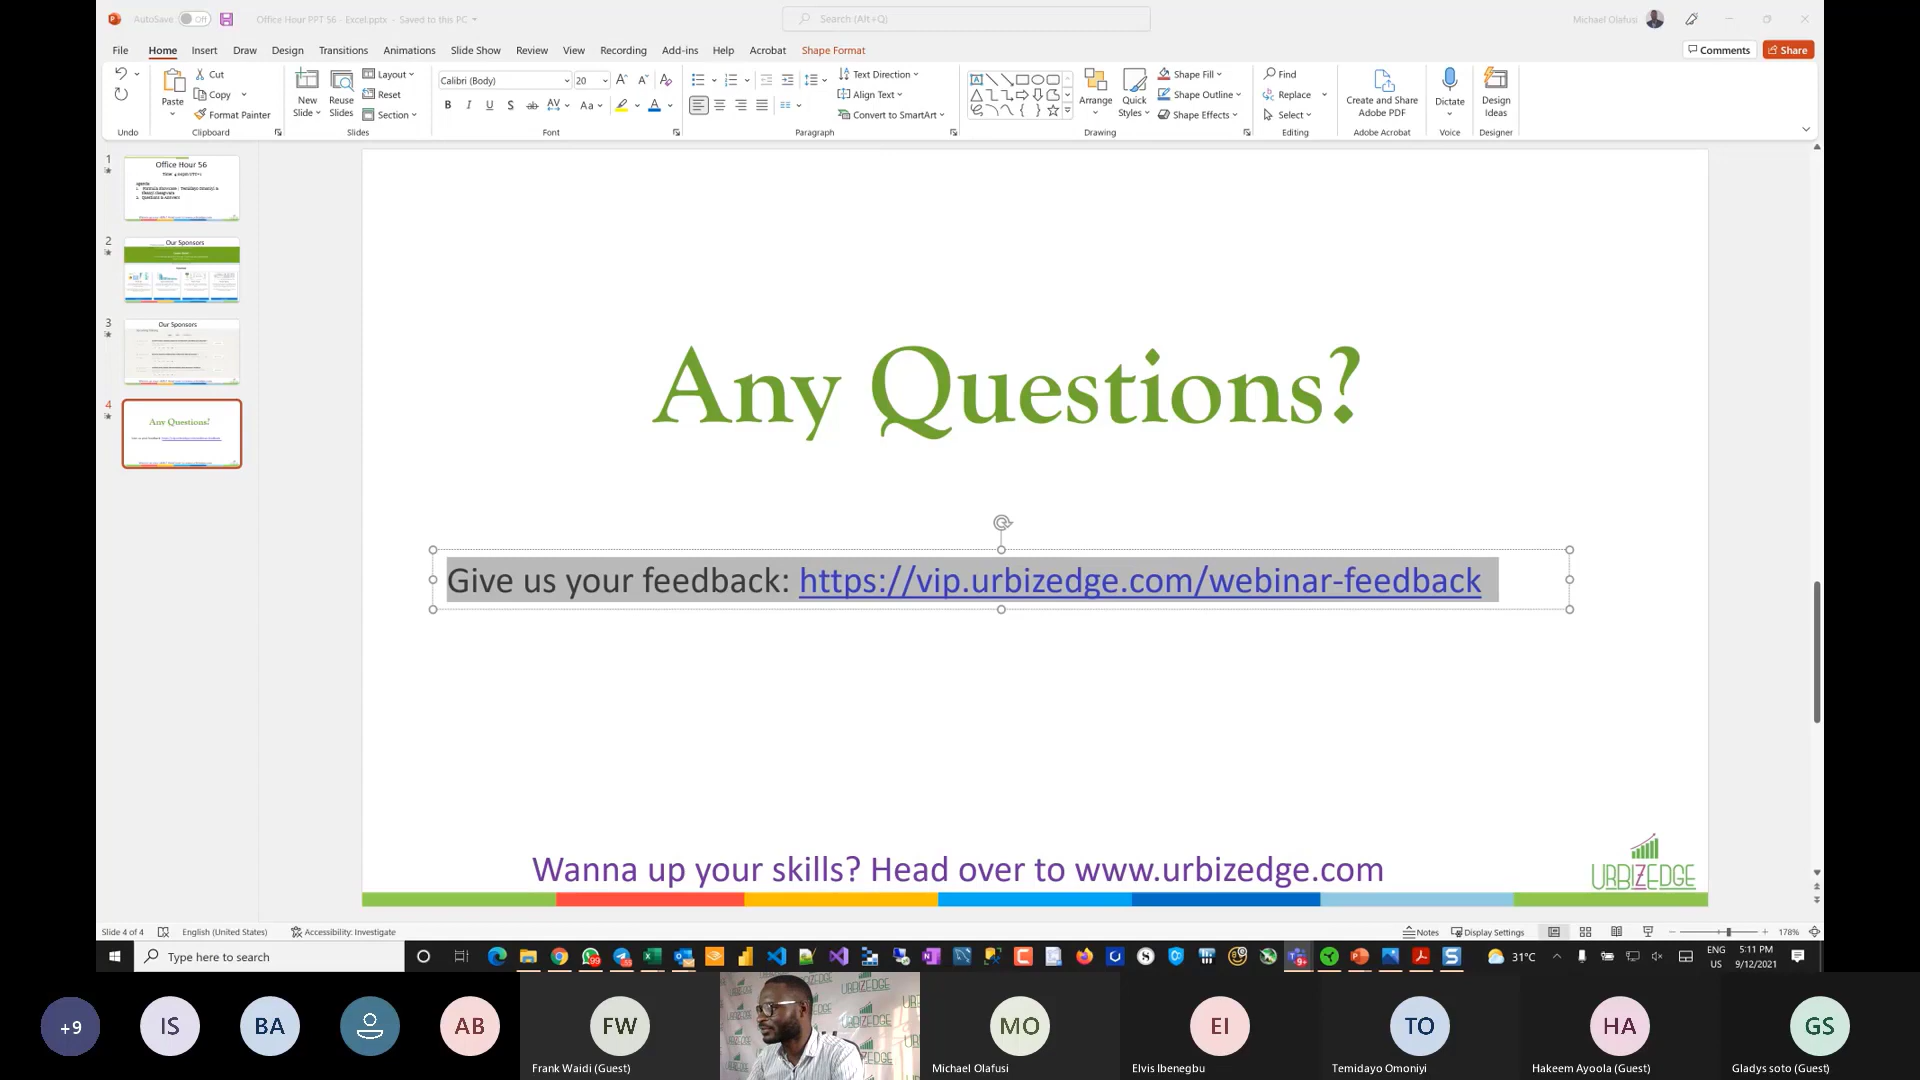 AutoSave Off Office Hour PPT 56 - Excel.pptx - Saved to this PC Search (Alt+Q) Michael Olafusi
File Home Insert Draw Design Transitions Animations Slide Show Review View Recording Add-ins Help Acrobat Shape Format Comments Share
Paste
Cut
Copy
Format Painter
New Slide
Reuse Slides
Layout
Reset
Section
Calibri (Body) 20
Text Direction
Align Text
Convert to SmartArt
Arrange
Quick Styles
Shape Fill
Shape Outline
Shape Effects
Find
Replace
Select
Create and Share Adobe PDF
Dictate
Design Ideas
Undo Clipboard Slides Font Paragraph Drawing Editing Adobe Acrobat Voice Designer
1
Office Hour 56
2
Our Sponsors
3
Our Sponsors
4
Any Questions?
Any Questions?
Give us your feedback: https://vip.urbizedge.com/webinar-feedback
Wanna up your skills? Head over to www.urbizedge.com
URBIZEDGE
Slide 4 of 4 English (United States) Accessibility: Investigate Notes Display Settings 178%
Type here to search 31°C ENG US 5:11 PM 9/12/2021
+9 IS BA AB FW MO EI TO HA GS
Frank Waidi (Guest) Michael Olafusi Elvis Ibenegbu Temidayo Omoniyi Hakeem Ayoola (Guest) Gladys soto (Guest)